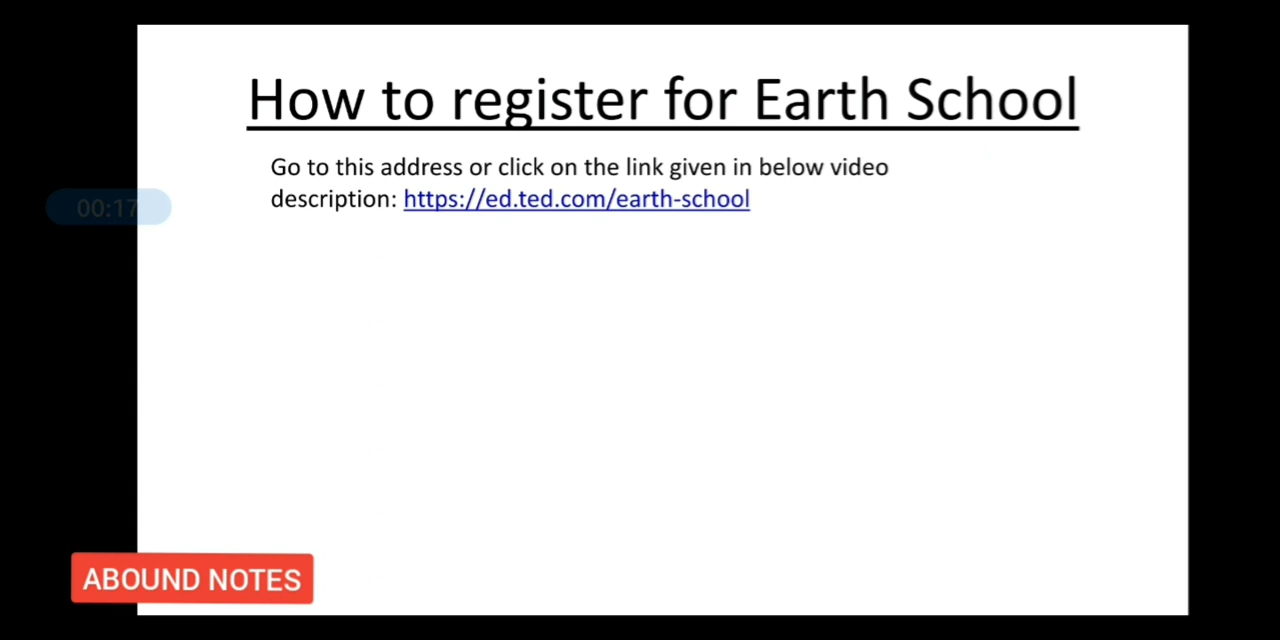 How to register for Earth School
Go to this address or click on the link given in below video
description: https://ed.ted.com/earth-school
00:17
ABOUND NOTES